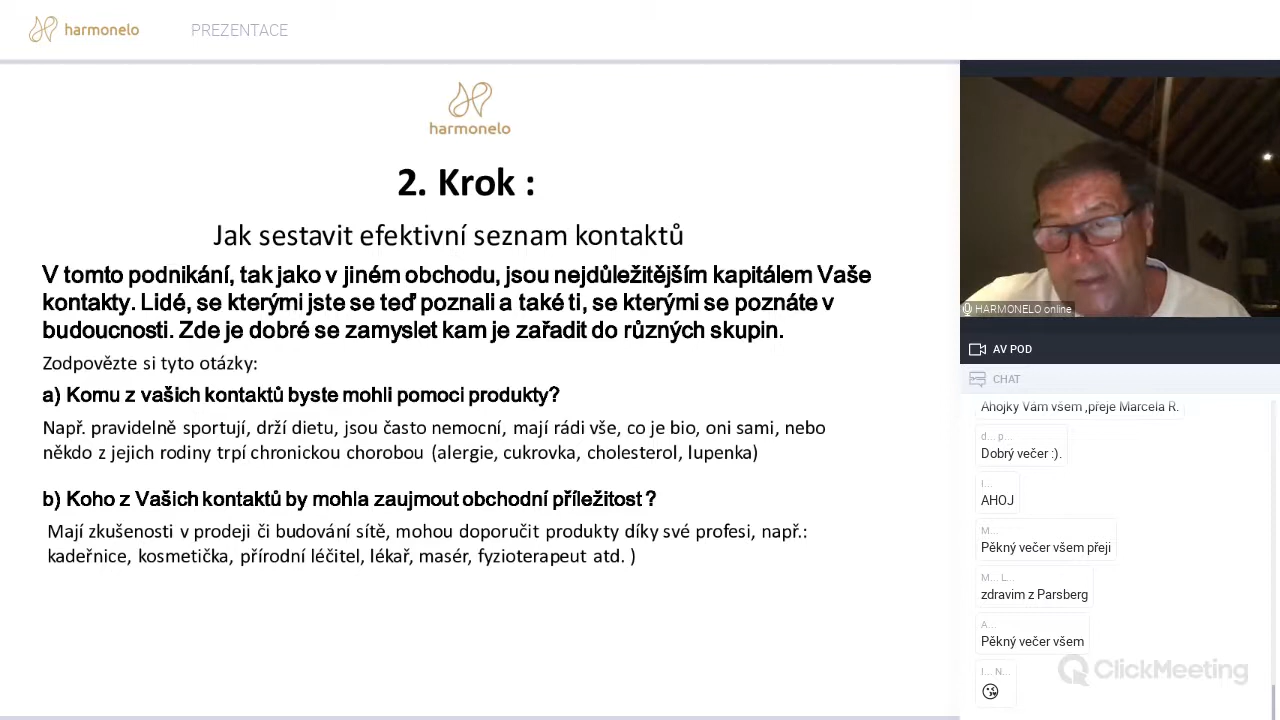 harmonelo
PREZENTACE
harmonelo
2. Krok :
Jak sestavit efektivní seznam kontaktů
V tomto podnikání, tak jako v jiném obchodu, jsou nejdůležitějším kapitálem Vaše
kontakty. Lidé, se kterými jste se teď poznali a také ti, se kterými se poznáte v
budoucnosti. Zde je dobré se zamyslet kam je zařadit do různých skupin.
Zodpovězte si tyto otázky:
a) Komu z vašich kontaktů byste mohli pomoci produkty?
Např. pravidelně sportují, drží dietu, jsou často nemocní, mají rádi vše, co je bio, oni sami, nebo
někdo z jejich rodiny trpí chronickou chorobou (alergie, cukrovka, cholesterol, lupenka)
b) Koho z Vašich kontaktů by mohla zaujmout obchodní příležitost ?
Mají zkušenosti v prodeji či budování sítě, mohou doporučit produkty díky své profesi, např.:
kadeřnice, kosmetička, přírodní léčitel, lékař, masér, fyzioterapeut atd. )
HARMONELO online
AV POD
CHAT
Ahojky Vám všem ,přeje Marcela R.
d... p...
Dobrý večer :).
I...
AHOJ
M...
Pěkný večer všem přeji
M... L...
zdravim z Parsberg
A...
Pěkný večer všem
I... N...
ClickMeeting